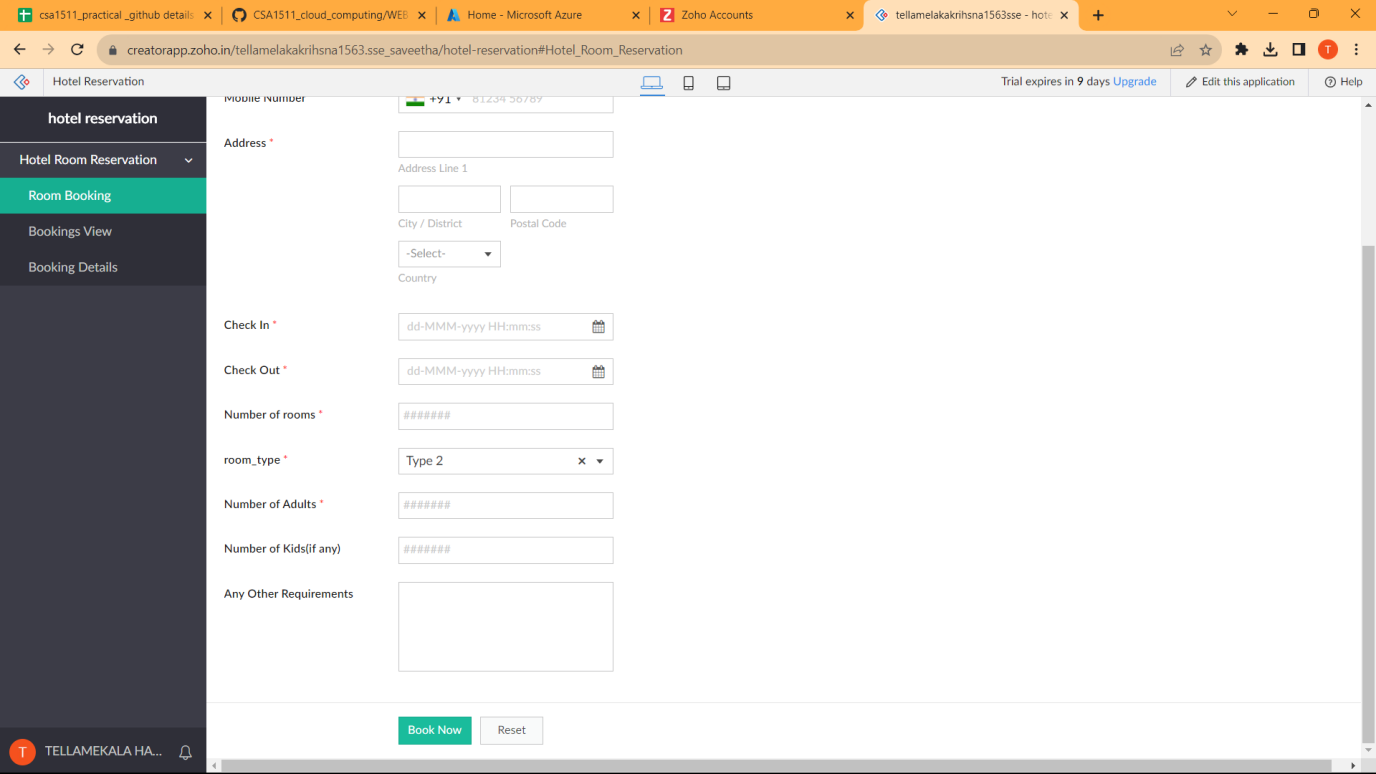 csa1511_practical _github details
CSA1511_cloud_computing/WEB
Home - Microsoft Azure
Z Zoho Accounts
tellamelakakrihsna1563sse - hote
creatorapp.zoho.in/tellamelakakrihsna1563.sse_saveetha/hotel-reservation#Hotel_Room_Reservation
T
Hotel Reservation
Trial expires in 9 days Upgrade
Edit this application
Help
hotel reservation
Hotel Room Reservation
Room Booking
Bookings View
Booking Details
Mobile Number
+91 81234 56789
Address *
Address Line 1
City / District
Postal Code
-Select-
Country
Check In *
dd-MMM-yyyy HH:mm:ss
Check Out *
dd-MMM-yyyy HH:mm:ss
Number of rooms *
#######
room_type *
Type 2
Number of Adults *
#######
Number of Kids(if any)
#######
Any Other Requirements
Book Now
Reset
T TELLAMEKALA HA...